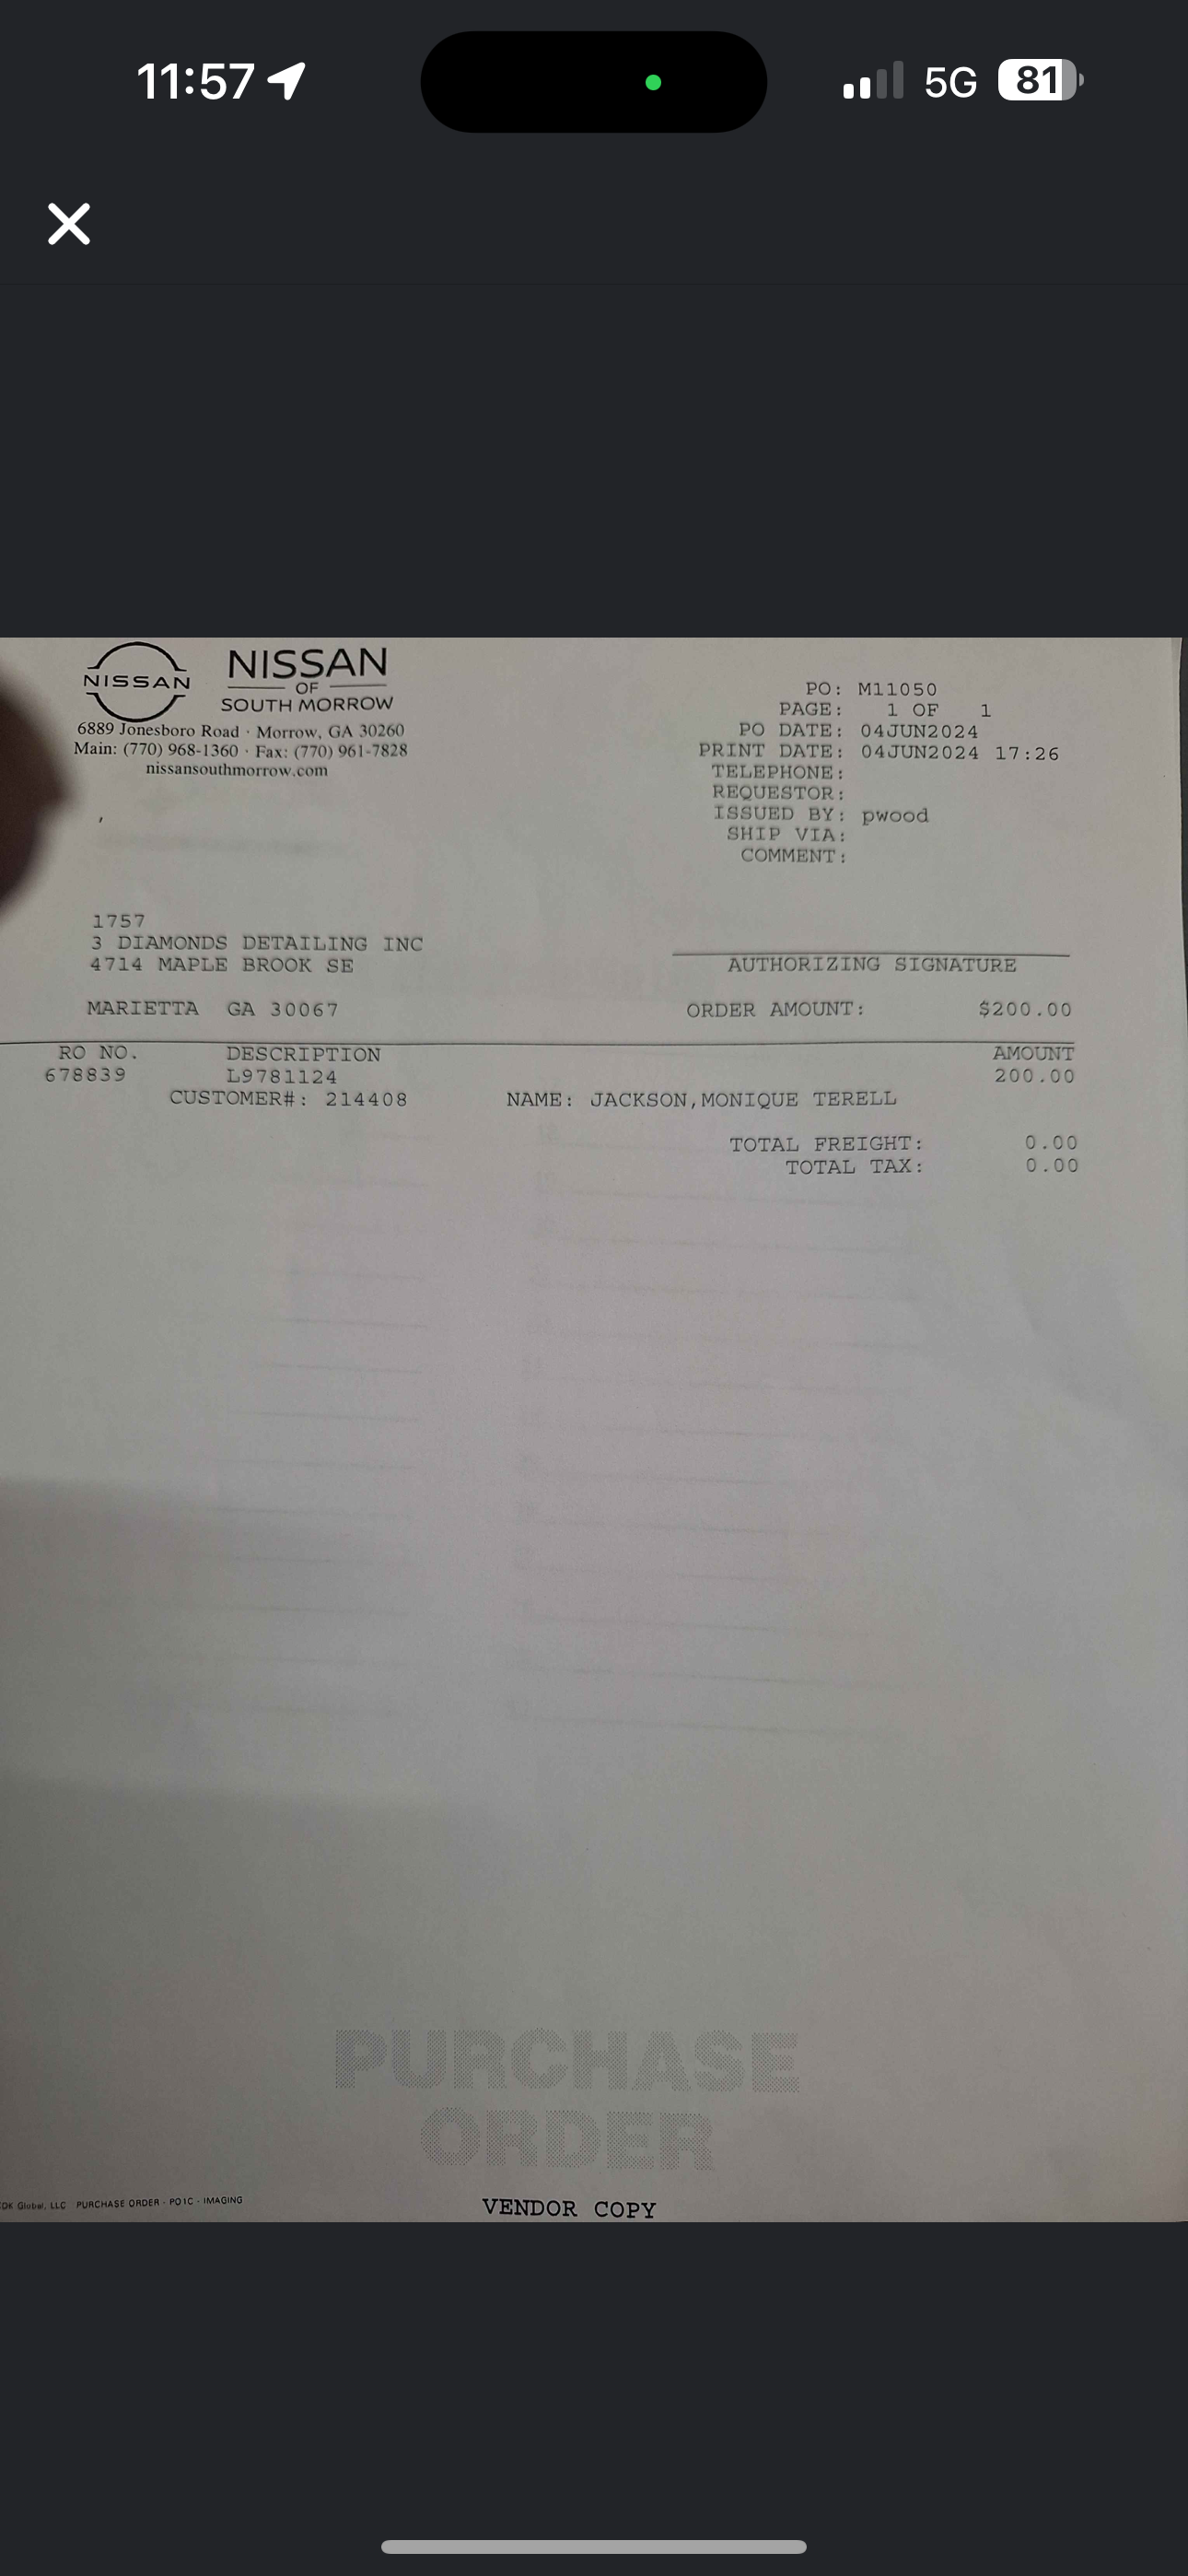 11:57
5G
81
NISSAN
NISSAN
OF
SOUTH MORROW
6889 Jonesboro Road · Morrow, GA 30260
Main: (770) 968-1360 · Fax: (770) 961-7828
nissansouthmorrow.com
PO: M11050
PAGE: 1 OF 1
PO DATE: 04JUN2024
PRINT DATE: 04JUN2024 17:26
TELEPHONE:
REQUESTOR:
ISSUED BY: pwood
SHIP VIA:
COMMENT:
,
1757
3 DIAMONDS DETAILING INC
4714 MAPLE BROOK SE
MARIETTA GA 30067
AUTHORIZING SIGNATURE
ORDER AMOUNT: $200.00
RO NO. DESCRIPTION AMOUNT
678839 L9781124 200.00
CUSTOMER#: 214408 NAME: JACKSON,MONIQUE TERELL
TOTAL FREIGHT: 0.00
TOTAL TAX: 0.00
PURCHASE
ORDER
Global, LLC PURCHASE ORDER - PO1C - IMAGING
VENDOR COPY